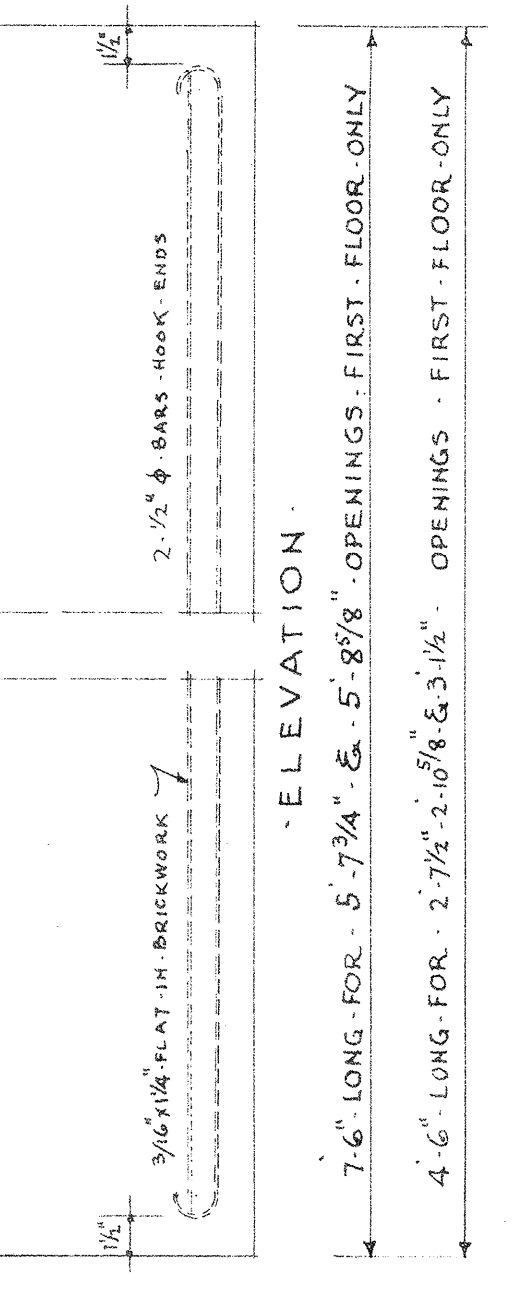 1½"
2·½" ϕ·BARS·HOOK·ENDS
3/16"x1¼"·FLAT·IN·BRICKWORK
1½"
·ELEVATION·
7'-6"·LONG·FOR·5'-7¾"·&·5'-8⅝"·OPENINGS·FIRST·FLOOR·ONLY
4'-6"·LONG·FOR·2'-7½"-2'-10⅝"·&·3'-1½"·OPENINGS·FIRST·FLOOR·ONLY